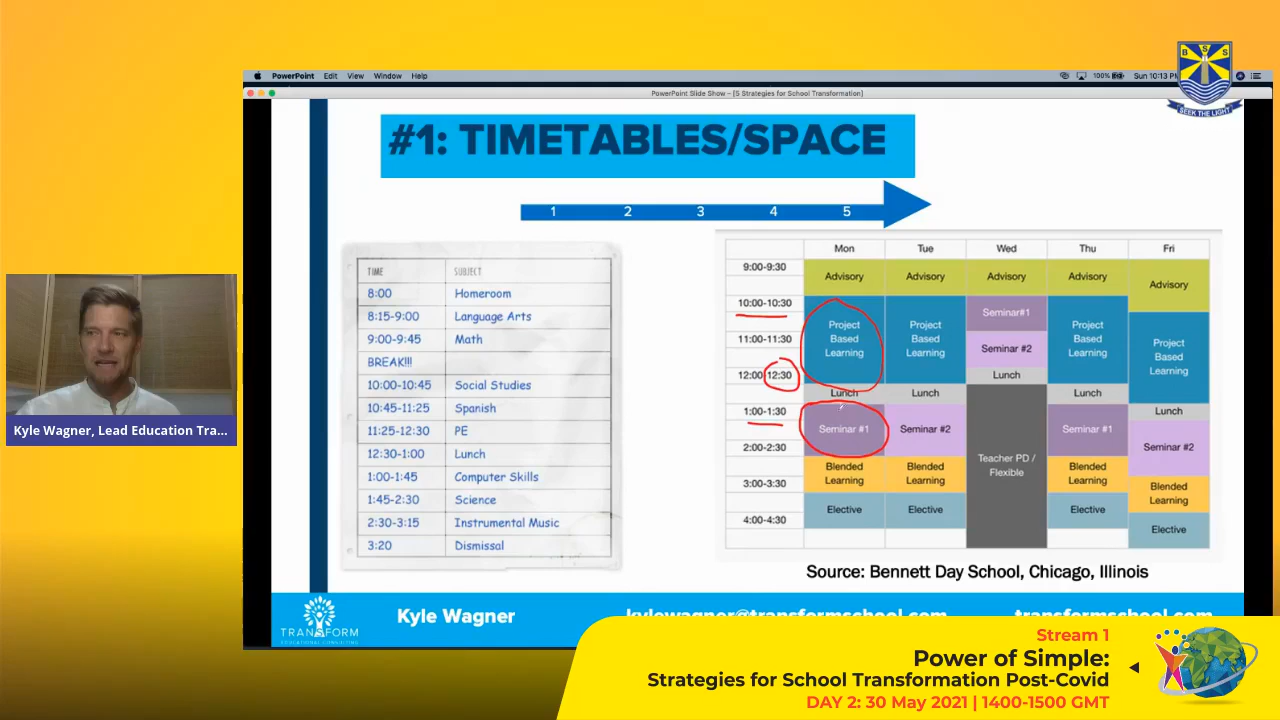 PowerPoint Edit View Window Help
100% Sun 10:13 PM
PowerPoint Slide Show – [S Strategies for School Transformation]
B S S
SEEK THE LIGHT
#1: TIMETABLES/SPACE
1 2 3 4 5
TIME SUBJECT
8:00 Homeroom
8:15-9:00 Language Arts
9:00-9:45 Math
BREAK!!!
10:00-10:45 Social Studies
10:45-11:25 Spanish
11:25-12:30 PE
12:30-1:00 Lunch
1:00-1:45 Computer Skills
1:45-2:30 Science
2:30-3:15 Instrumental Music
3:20 Dismissal
Mon Tue Wed Thu Fri
9:00-9:30
Advisory Advisory Advisory Advisory Advisory
10:00-10:30
Project Based Learning
Project Based Learning
Seminar#1
Project Based Learning
Project Based Learning
11:00-11:30
Seminar #2
12:00-12:30
Lunch
Lunch Lunch Lunch Lunch
1:00-1:30
Seminar #1 Seminar #2 Seminar #1 Seminar #2
2:00-2:30
Teacher PD /
Flexible
Blended Learning
Blended Learning
Blended Learning
Blended Learning
3:00-3:30
Elective Elective Elective Elective
4:00-4:30
Source: Bennett Day School, Chicago, Illinois
Kyle Wagner, Lead Education Tra...
TRANSFORM
EDUCATIONAL CONSULTING
Kyle Wagner kylewagner@transformschool.com transformschool.com
Stream 1
Power of Simple:
Strategies for School Transformation Post-Covid
DAY 2: 30 May 2021 | 1400-1500 GMT